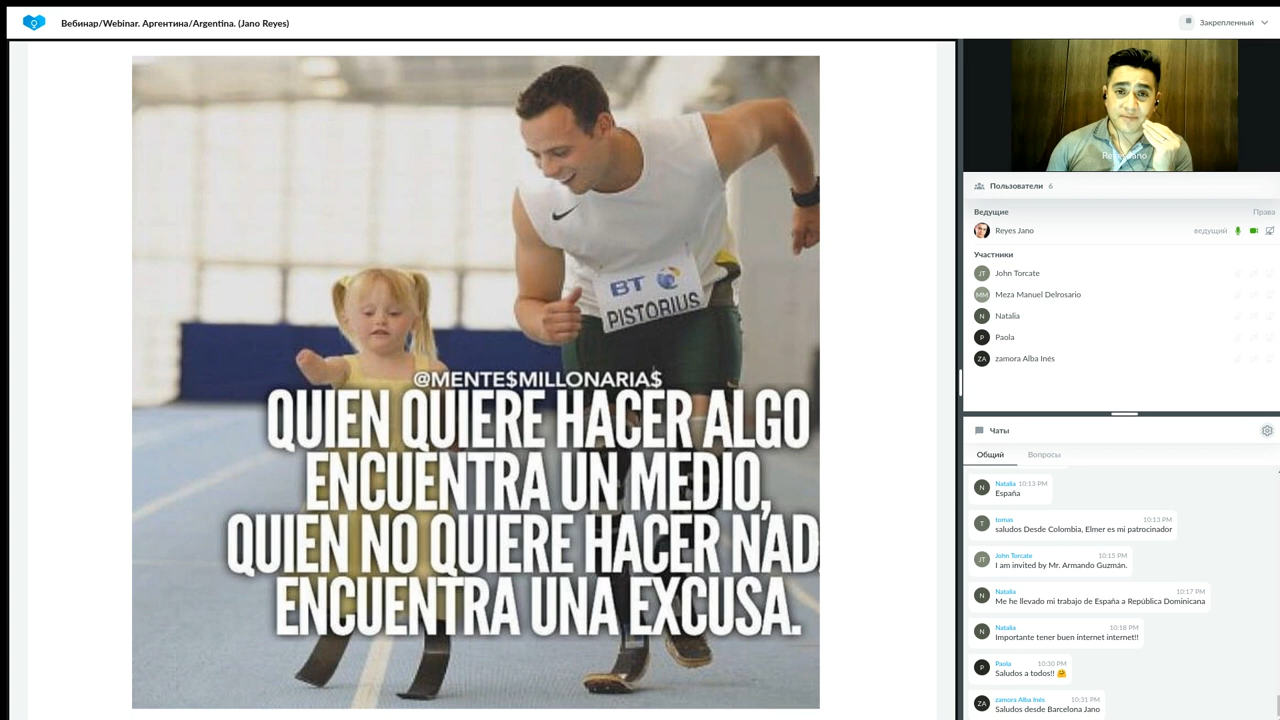 Вебинар/Webinar. Аргентина/Argentina. (Jano Reyes)
Закрепленный
BT
PISTORIUS
@MENTE$MILLONARIA$
QUIEN QUIERE HACER ALGO
ENCUENTRA UN MEDIO,
QUIEN NO QUIERE HACER NAD
ENCUENTRA UNA EXCUSA.
Пользователи 6
Ведущие Права
Reyes Jano ведущий
Участники
JT John Torcate
MM Meza Manuel Delrosario
N Natalia
P Paola
ZA zamora Alba Inés
Чаты
Общий Вопросы
N Natalia 10:13 PM
España
T tomas 10:13 PM
saludos Desde Colombia, Elmer es mi patrocinador
JT John Torcate 10:15 PM
I am invited by Mr. Armando Guzmán.
N Natalia 10:17 PM
Me he llevado mi trabajo de España a República Dominicana
N Natalia 10:18 PM
Importante tener buen internet internet!!
P Paola 10:30 PM
Saludos a todos!! 🤗
ZA zamora Alba Inés 10:31 PM
Saludos desde Barcelona Jano